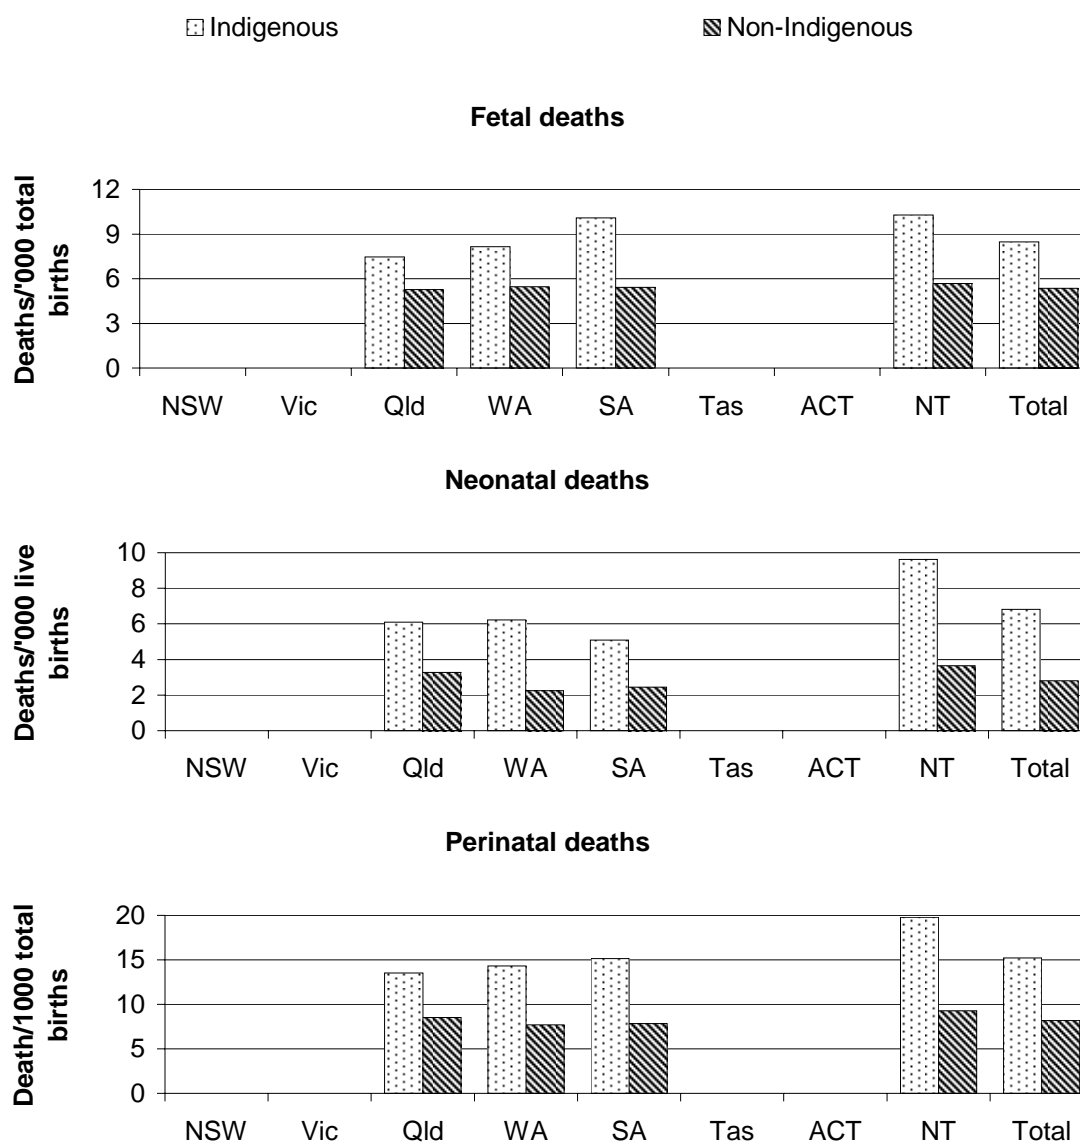 Indigenous Non-Indigenous
Fetal deaths
Deaths/'000 total
births
12
9
6
3
0
NSW Vic Qld WA SA Tas ACT NT Total
Neonatal deaths
Deaths/'000 live
births
10
8
6
4
2
0
NSW Vic Qld WA SA Tas ACT NT Total
Perinatal deaths
Death/1000 total
births
20
15
10
5
0
NSW Vic Qld WA SA Tas ACT NT Total